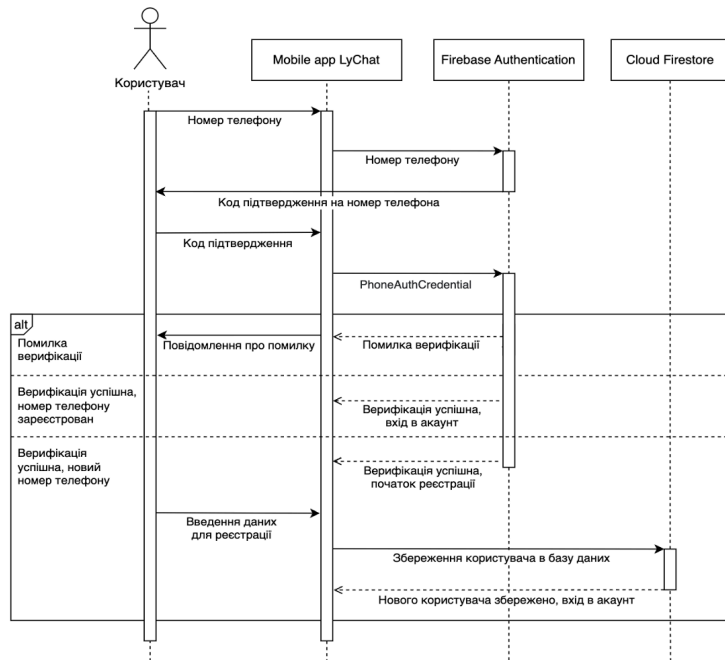 Користувач
Mobile app LyChat
Firebase Authentication
Cloud Firestore
Номер телефону
Номер телефону
Код підтвердження на номер телефона
Код підтвердження
PhoneAuthCredential
alt
Помилка
верифікації
Повідомлення про помилку
Помилка верифікації
Верифікація успішна,
номер телефону
зареєстрован
Верифікація успішна,
вхід в акаунт
Верифікація
успішна, новий
номер телефону
Верифікація успішна,
початок реєстрації
Введення даних
для реєстрації
Збереження користувача в базу даних
Нового користувача збережено, вхід в акаунт